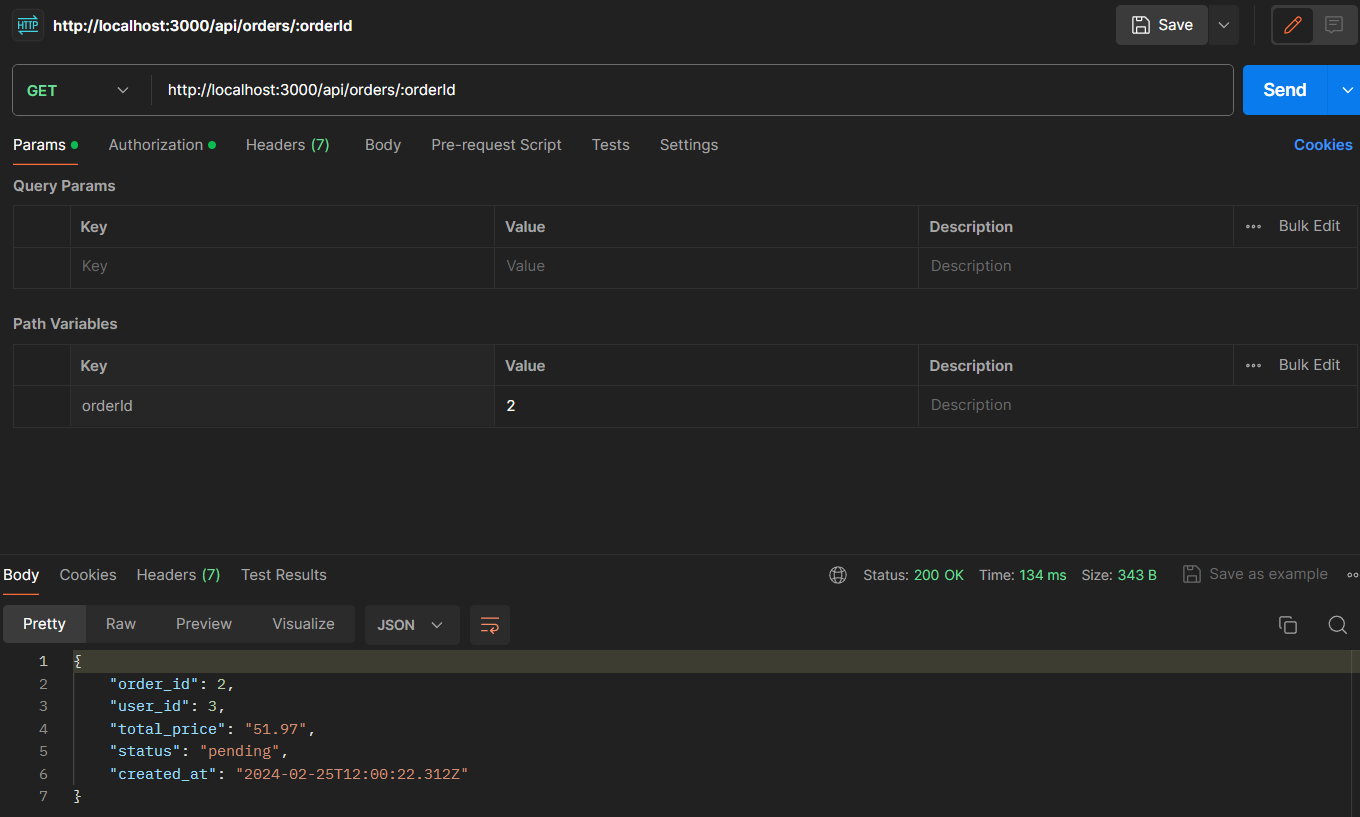 HTTP http://localhost:3000/api/orders/:orderId Save
GET http://localhost:3000/api/orders/:orderId Send
Params Authorization Headers (7) Body Pre-request Script Tests Settings Cookies
Query Params
Key Value Description Bulk Edit
Key Value Description
Path Variables
Key Value Description Bulk Edit
orderId 2 Description
Body Cookies Headers (7) Test Results Status: 200 OK Time: 134 ms Size: 343 B Save as example
Pretty Raw Preview Visualize JSON
1 {
2 "order_id": 2,
3 "user_id": 3,
4 "total_price": "51.97",
5 "status": "pending",
6 "created_at": "2024-02-25T12:00:22.312Z"
7 }